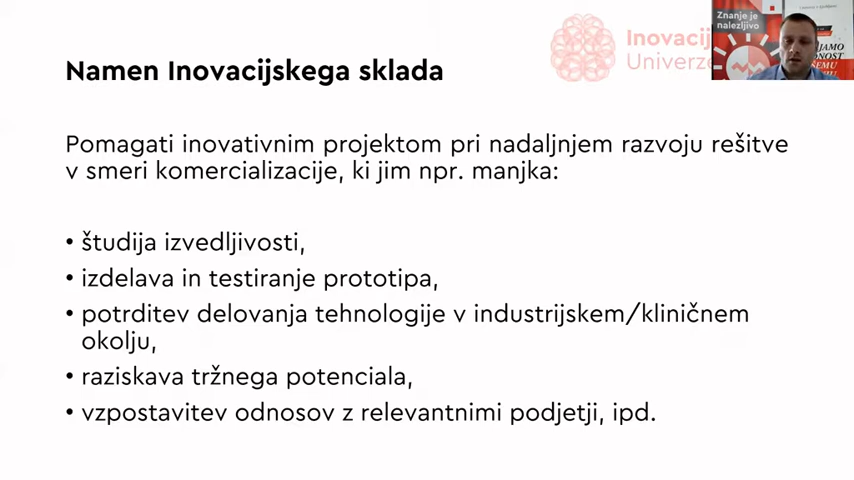 Znanje je
nalezljivo
Namen Inovacijskega sklada
Pomagati inovativnim projektom pri nadaljnjem razvoju rešitve
v smeri komercializacije, ki jim npr. manjka:
• študija izvedljivosti,
• izdelava in testiranje prototipa,
• potrditev delovanja tehnologije v industrijskem/kliničnem
okolju,
• raziskava tržnega potenciala,
• vzpostavitev odnosov z relevantnimi podjetji, ipd.